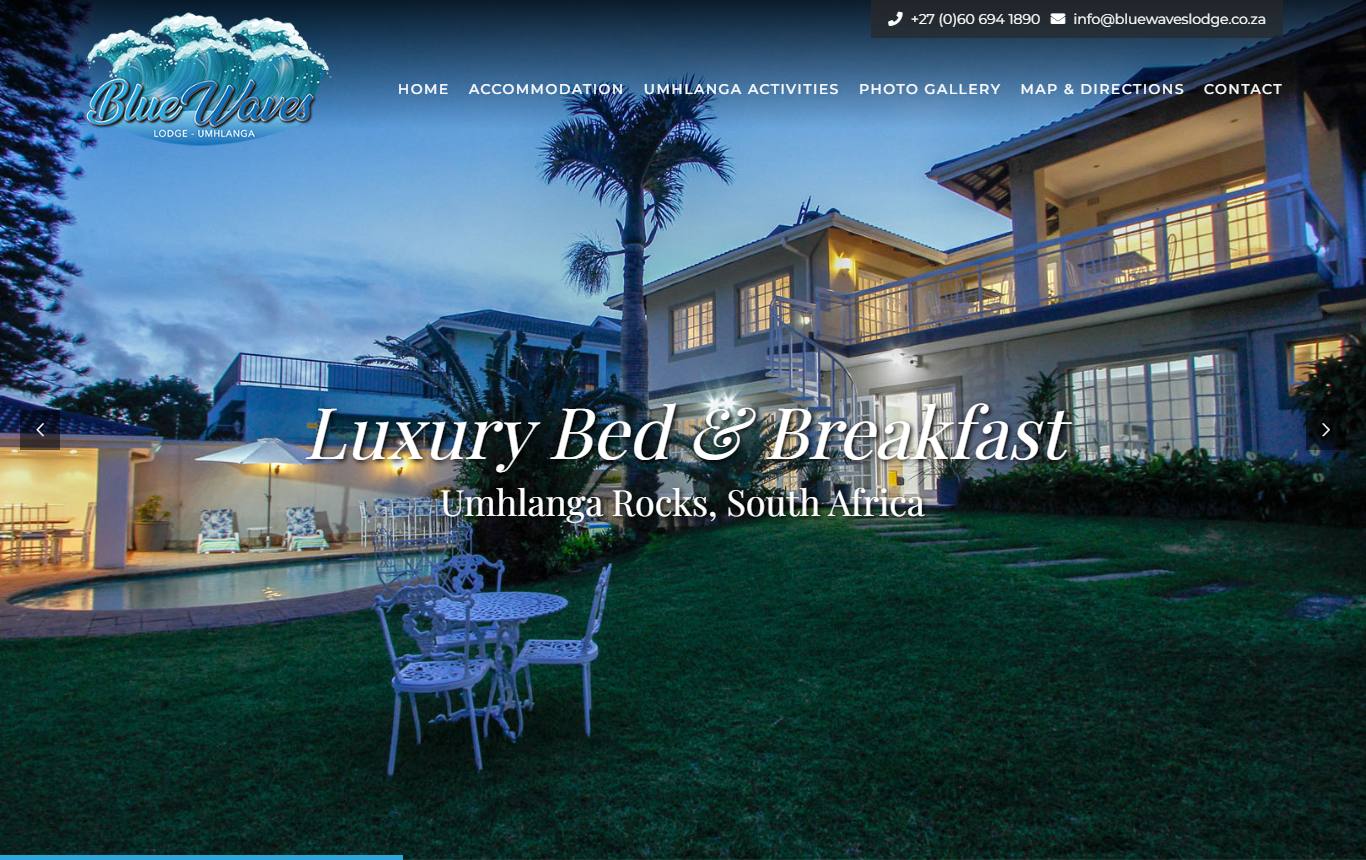 +27 (0)60 694 1890 info@bluewaveslodge.co.za
Blue Waves
LODGE - UMHLANGA
HOME ACCOMMODATION UMHLANGA ACTIVITIES PHOTO GALLERY MAP & DIRECTIONS CONTACT
Luxury Bed & Breakfast
Umhlanga Rocks, South Africa